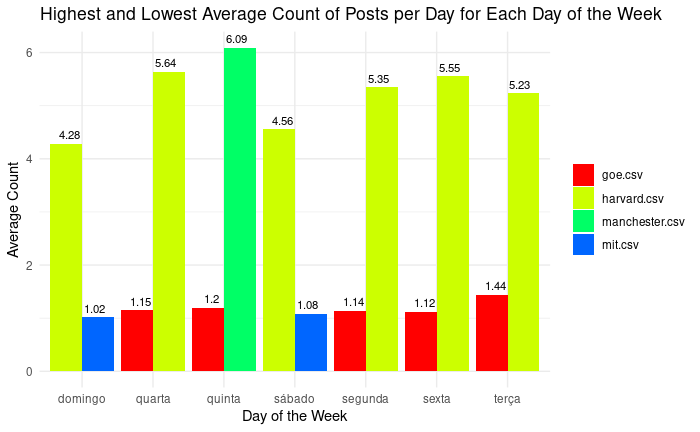 Highest and Lowest Average Count of Posts per Day for Each Day of the Week
Average Count
6
4
2
0
4.28
1.02
1.15
5.64
1.2
6.09
4.56
1.08
1.14
5.35
1.12
5.55
1.44
5.23
domingo
quarta
quinta
sábado
segunda
sexta
terça
Day of the Week
goe.csv
harvard.csv
manchester.csv
mit.csv